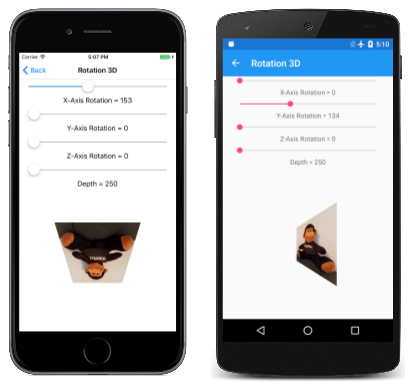 Carrier 5:07 PM
Back Rotation 3D
X-Axis Rotation = 153
Y-Axis Rotation = 0
Z-Axis Rotation = 0
Depth = 250
5:10
Rotation 3D
X-Axis Rotation = 0
Y-Axis Rotation = 134
Z-Axis Rotation = 0
Depth = 250